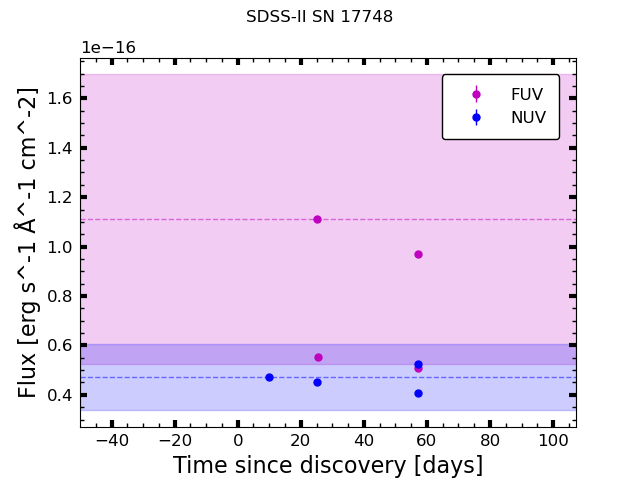 SDSS-II SN 17748
1e−16
FUV
NUV
1.6
1.4
1.2
1.0
0.8
0.6
0.4
Flux [erg s^-1 Å^-1 cm^-2]
−40 −20 0 20 40 60 80 100
Time since discovery [days]